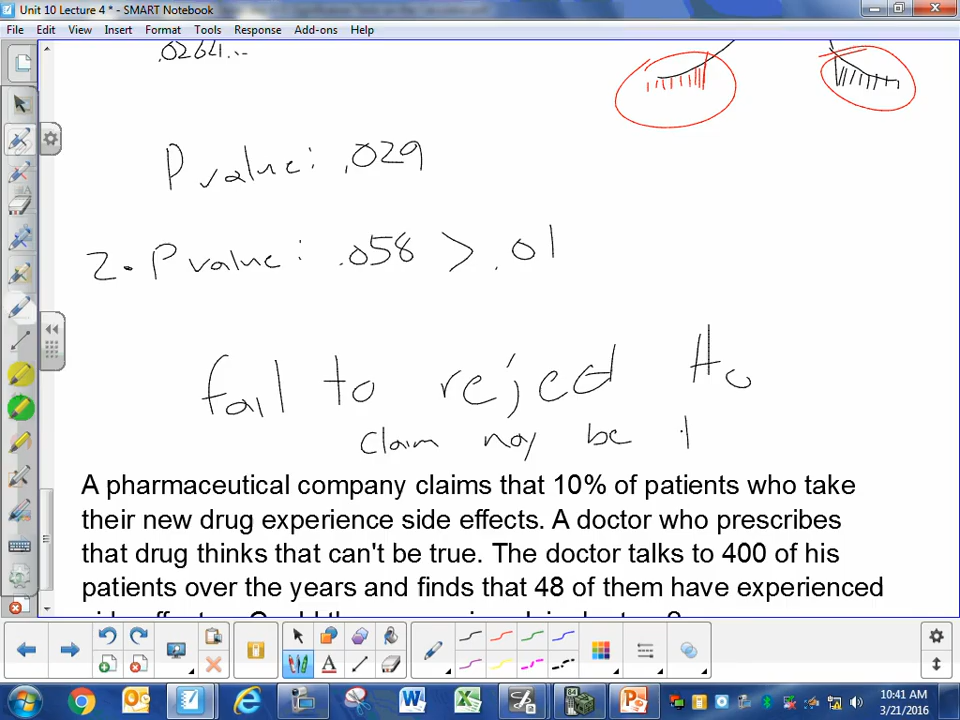 Unit 10 Lecture 4 * - SMART Notebook
File Edit View Insert Format Tools Response Add-ons Help
.0264...
P value: .029
2. P value: .058 > .01
fail to reject Ho
claim may be t
A pharmaceutical company claims that 10% of patients who take
their new drug experience side effects. A doctor who prescribes
that drug thinks that can't be true. The doctor talks to 400 of his
patients over the years and finds that 48 of them have experienced
10:41 AM
3/21/2016